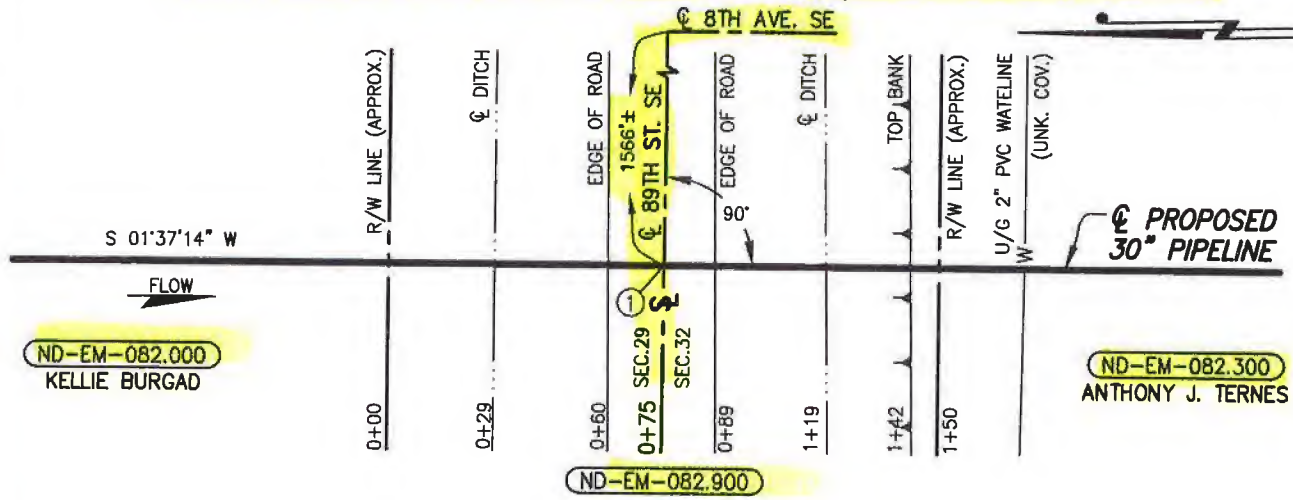 ℄ 8TH AVE. SE
R/W LINE (APPROX.)
℄ DITCH
EDGE OF ROAD
1566'±
℄ 89TH ST. SE
EDGE OF ROAD
℄ DITCH
TOP BANK
R/W LINE (APPROX.)
U/G 2" PVC WATELINE
(UNK. COV.)
90°
S 01°37'14" W
FLOW
℄ PROPOSED
30" PIPELINE
W
1
SL
ND-EM-082.000
KELLIE BURGAD
ND-EM-082.300
ANTHONY J. TERNES
0+00
0+29
0+60
0+75
SEC.29
SEC.32
0+89
1+19
1+42
1+50
ND-EM-082.900